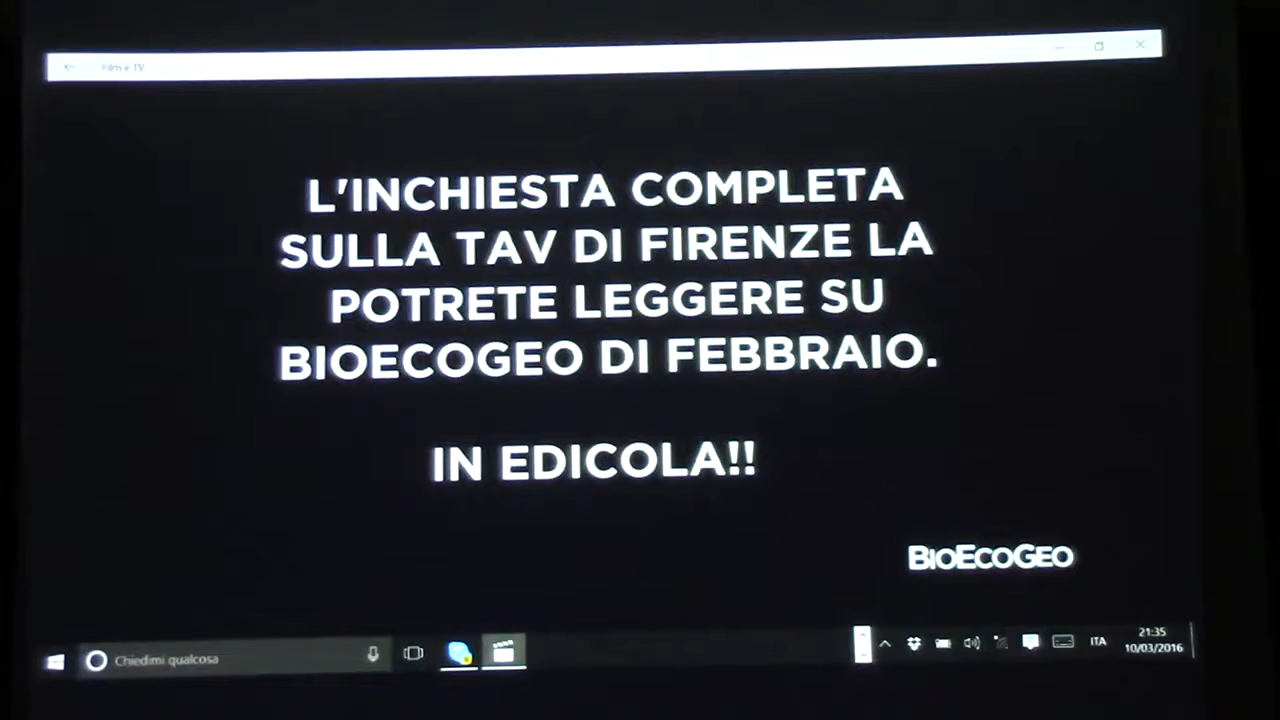 Film e TV
L'INCHIESTA COMPLETA
SULLA TAV DI FIRENZE LA
POTRETE LEGGERE SU
BIOECOGEO DI FEBBRAIO.
IN EDICOLA!!
BIOECOGEO
Chiedimi qualcosa
ITA
21:35
10/03/2016